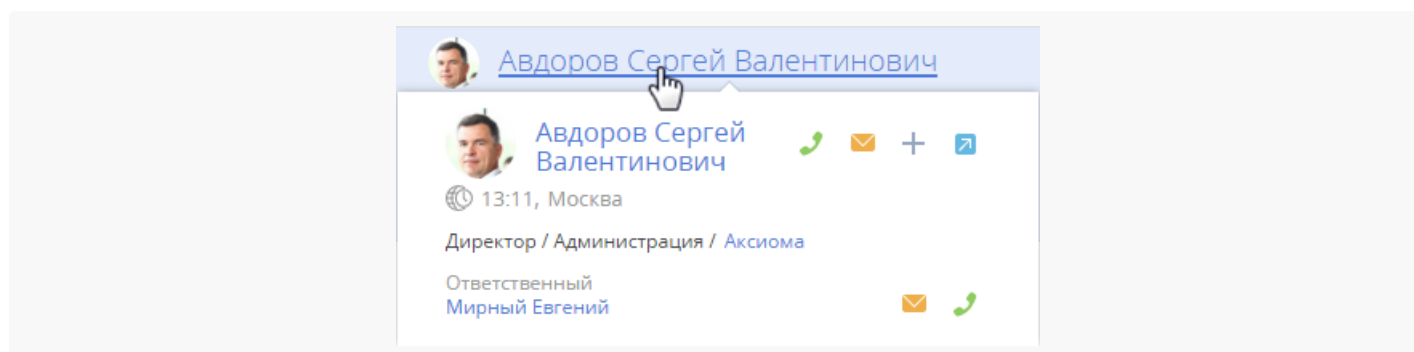 Авдоров Сергей Валентинович
Авдоров Сергей
Валентинович
13:11, Москва
Директор / Администрация / Аксиома
Ответственный
Мирный Евгений